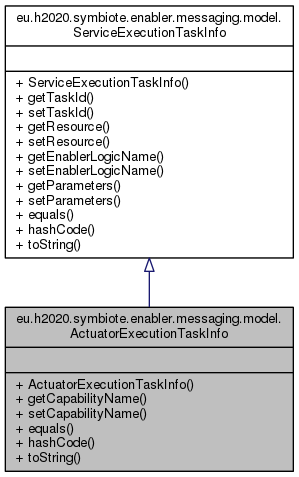 eu.h2020.symbiote.enabler.messaging.model.
ServiceExecutionTaskInfo
+ ServiceExecutionTaskInfo()
+ getTaskId()
+ setTaskId()
+ getResource()
+ setResource()
+ getEnablerLogicName()
+ setEnablerLogicName()
+ getParameters()
+ setParameters()
+ equals()
+ hashCode()
+ toString()
eu.h2020.symbiote.enabler.messaging.model.
ActuatorExecutionTaskInfo
+ ActuatorExecutionTaskInfo()
+ getCapabilityName()
+ setCapabilityName()
+ equals()
+ hashCode()
+ toString()